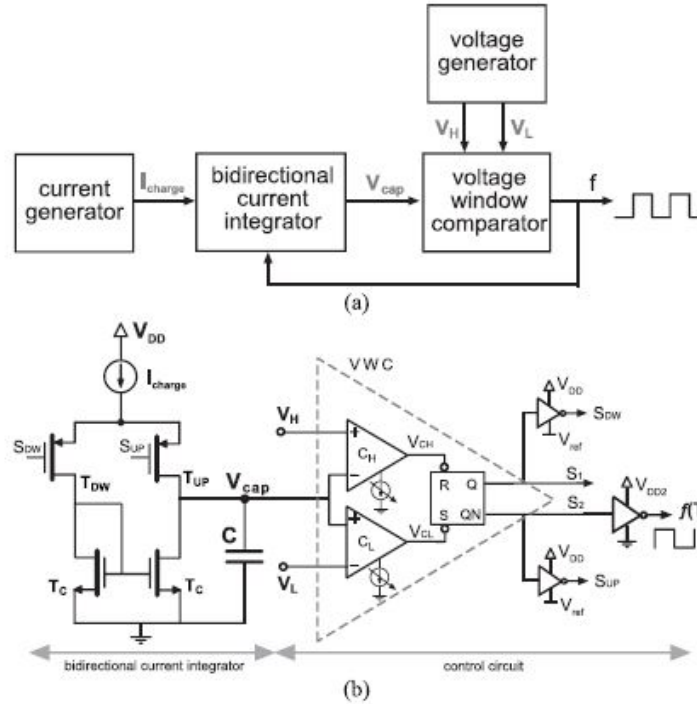 voltage
generator
V_H V_L
current
generator
I_charge
bidirectional
current
integrator
V_cap
voltage
window
comparator
f
(a)
V_DD
I_charge
S_DW
S_UP
T_DW
T_UP
V_cap
C
T_C
T_C
VWC
V_H
V_L
C_H
C_L
V_CH
V_CL
R Q
S QN
V_DD
S_DW
V_ref
S_1
S_2
V_DD2
V_DD
S_UP
V_ref
bidirectional current integrator
control circuit
(b)